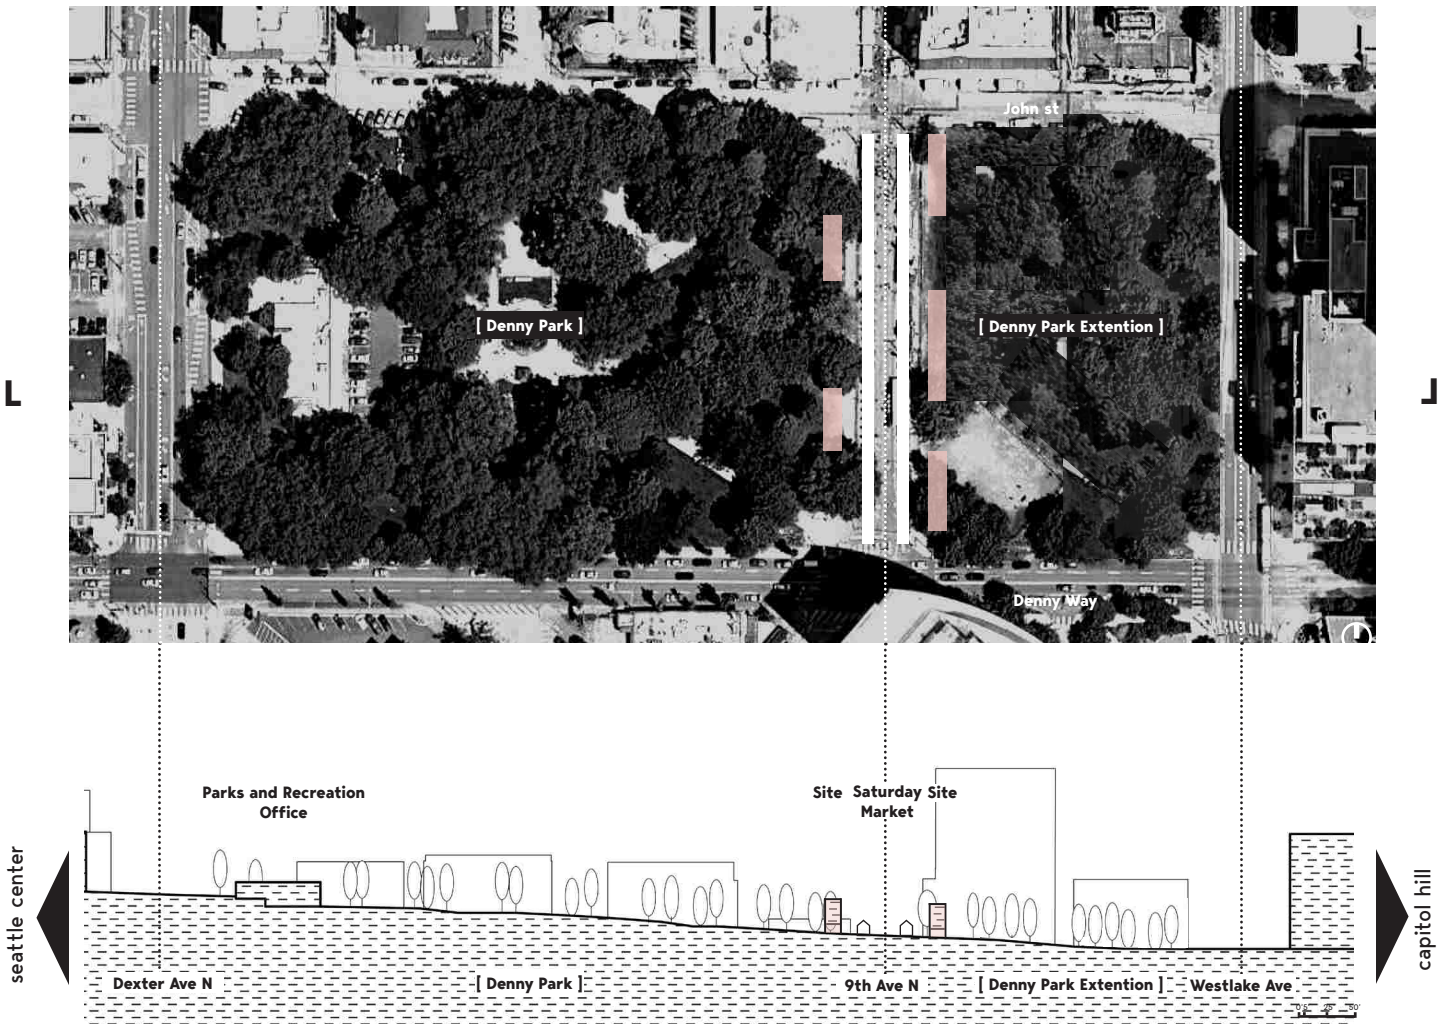 John st
[ Denny Park ]
[ Denny Park Extention ]
L
L
Denny Way
Parks and Recreation
Office
Site
Saturday
Market
Site
seattle center
capitol hill
Dexter Ave N
[ Denny Park ]
9th Ave N
[ Denny Park Extention ]
Westlake Ave
50'